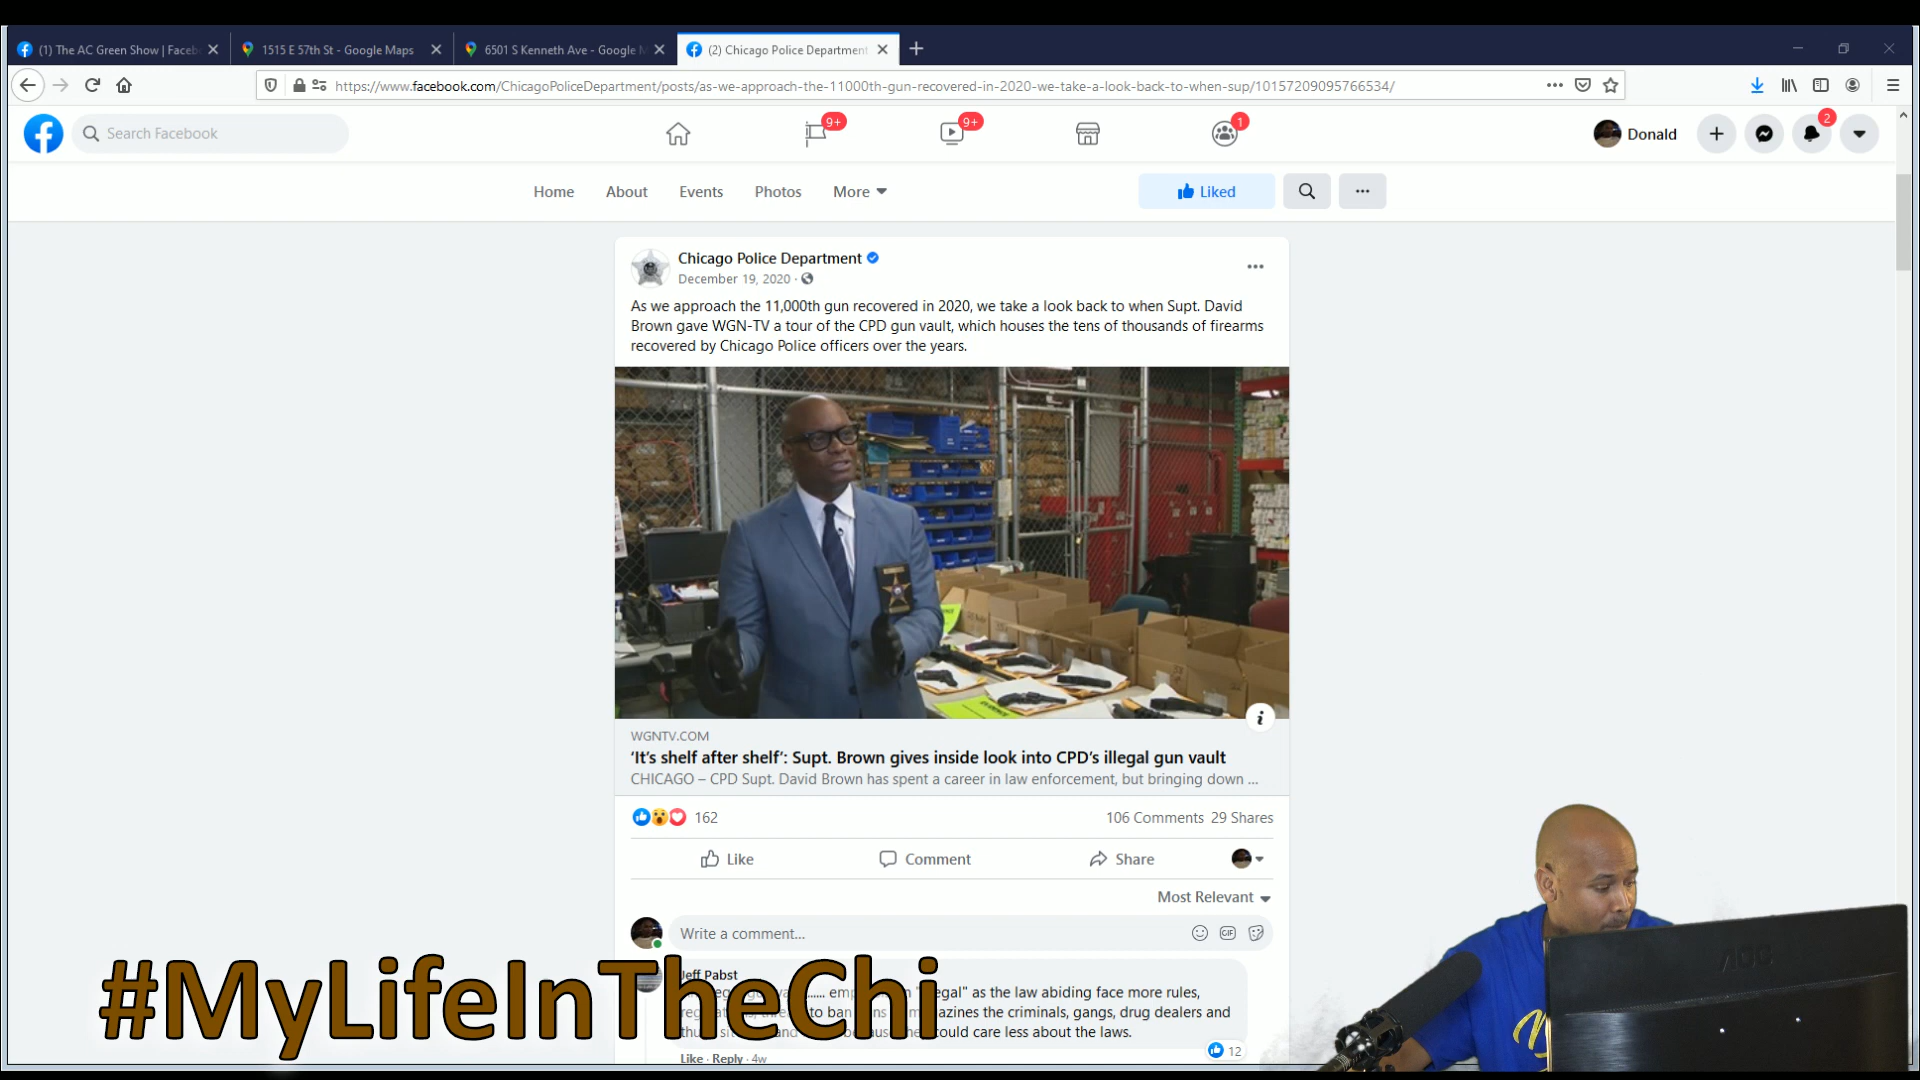 (1) The AC Green Show | Faceb
1515 E 57th St - Google Maps
6501 S Kenneth Ave - Google M
(2) Chicago Police Department
https://www.facebook.com/ChicagoPoliceDepartment/posts/as-we-approach-the-11000th-gun-recovered-in-2020-we-take-a-look-back-to-when-sup/10157209095766534/
Search Facebook
9+
9+
1
Donald
2
Home
About
Events
Photos
More
Liked
Chicago Police Department
December 19, 2020 ·
As we approach the 11,000th gun recovered in 2020, we take a look back to when Supt. David
Brown gave WGN-TV a tour of the CPD gun vault, which houses the tens of thousands of firearms
recovered by Chicago Police officers over the years.
WGNTV.COM
‘It’s shelf after shelf’: Supt. Brown gives inside look into CPD’s illegal gun vault
CHICAGO – CPD Supt. David Brown has spent a career in law enforcement, but bringing down ...
162
106 Comments 29 Shares
Like
Comment
Share
Most Relevant
Write a comment...
GIF
Jeff Pabst
as the law abiding face more rules,
to ban
the criminals, gangs, drug dealers and
could care less about the laws.
Like · Reply · 4w
12
#MyLifeInTheChi
AOC